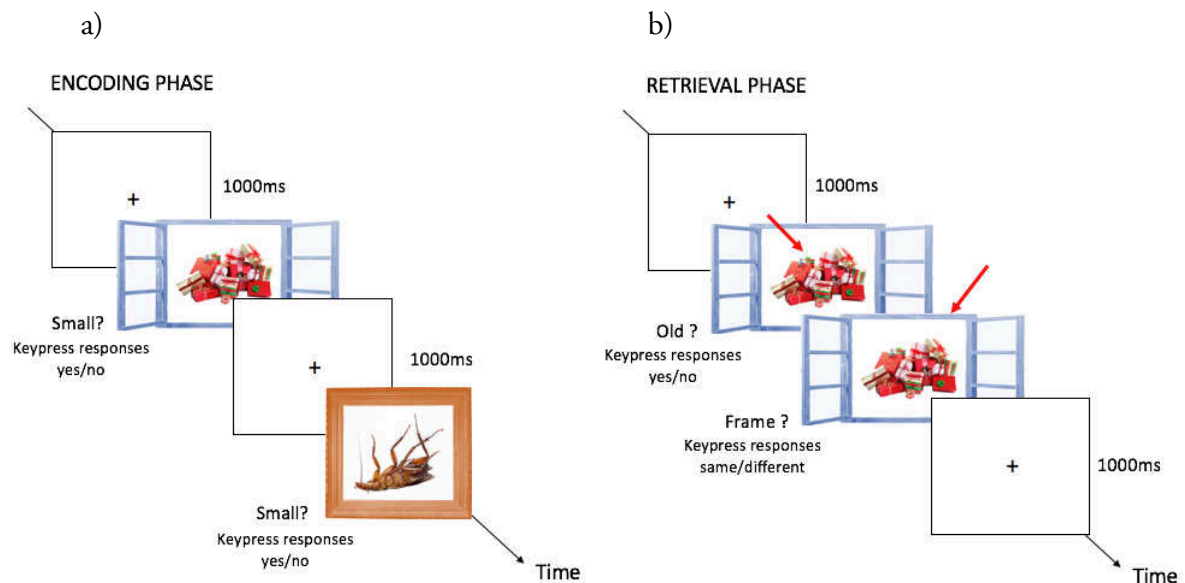 a)
ENCODING PHASE
+
1000ms
Small?
Keypress responses
yes/no
+
1000ms
Small?
Keypress responses
yes/no
Time
b)
RETRIEVAL PHASE
+
1000ms
Old ?
Keypress responses
yes/no
Frame ?
Keypress responses
same/different
+
1000ms
Time